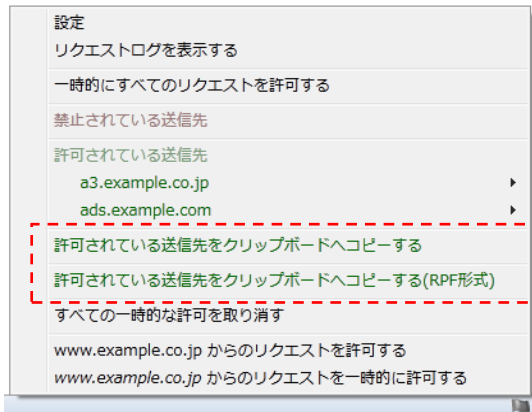 設定
リクエストログを表示する
一時的にすべてのリクエストを許可する
禁止されている送信先
許可されている送信先
a3.example.co.jp
ads.example.com
許可されている送信先をクリップボードへコピーする
許可されている送信先をクリップボードへコピーする(RPF形式)
すべての一時的な許可を取り消す
www.example.co.jp からのリクエストを許可する
www.example.co.jp からのリクエストを一時的に許可する